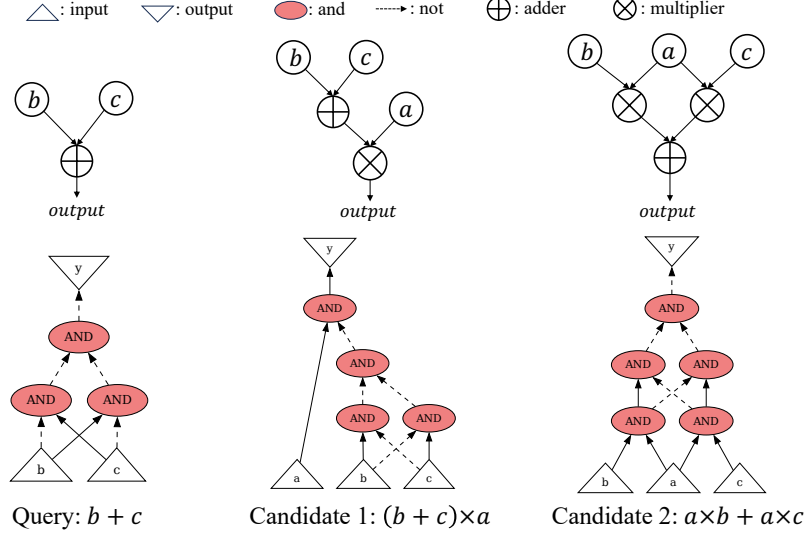 : input : output : and : not : adder : multiplier
b c
output
b c
a
output
b a c
output
y
AND
AND AND
b c
Query: b + c
y
AND
AND
AND AND
a b c
Candidate 1: (b + c)×a
y
AND
AND AND
AND AND
b a c
Candidate 2: a×b + a×c